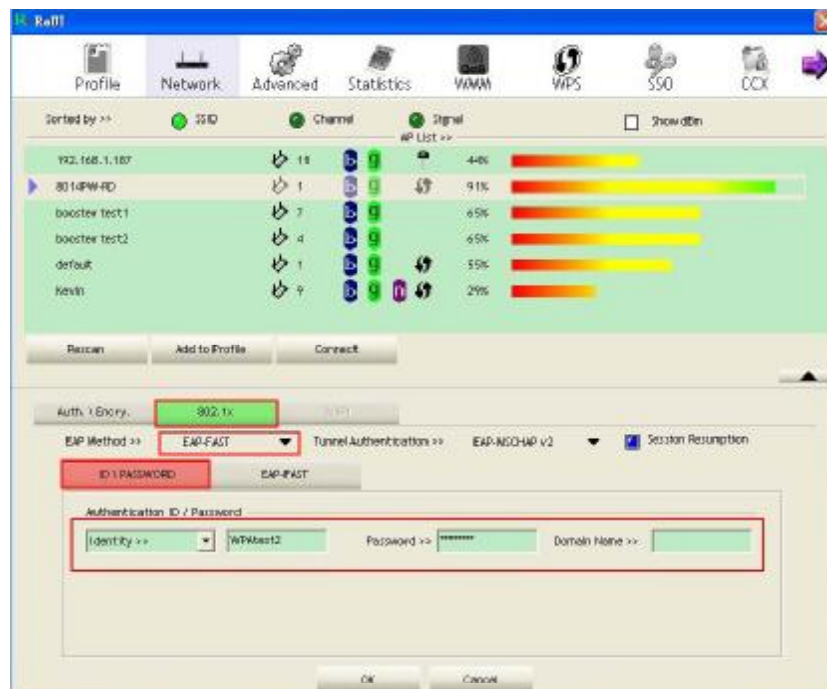 RaUI
Profile Network Advanced Statistics WMM WPS SSO CCX
Sorted by >> SSID Channel Signal Show dBm
AP List >>
192.168.1.187 b g 44%
8014PW-RD 1 b g 91%
booster test1 7 b g 65%
booster test2 4 b g 65%
default 1 b g 55%
Kevin 9 b g n 29%
Rescan Add to Profile Connect
Auth. \ Encry. 802.1x
EAP Method >> EAP-FAST Tunnel Authentication >> EAP-MSCHAP v2 Session Resumption
ID \ PASSWORD EAP-FAST
Authentication ID / Password
Identity >> WPAtest2 Password >> ******** Domain Name >>
OK Cancel